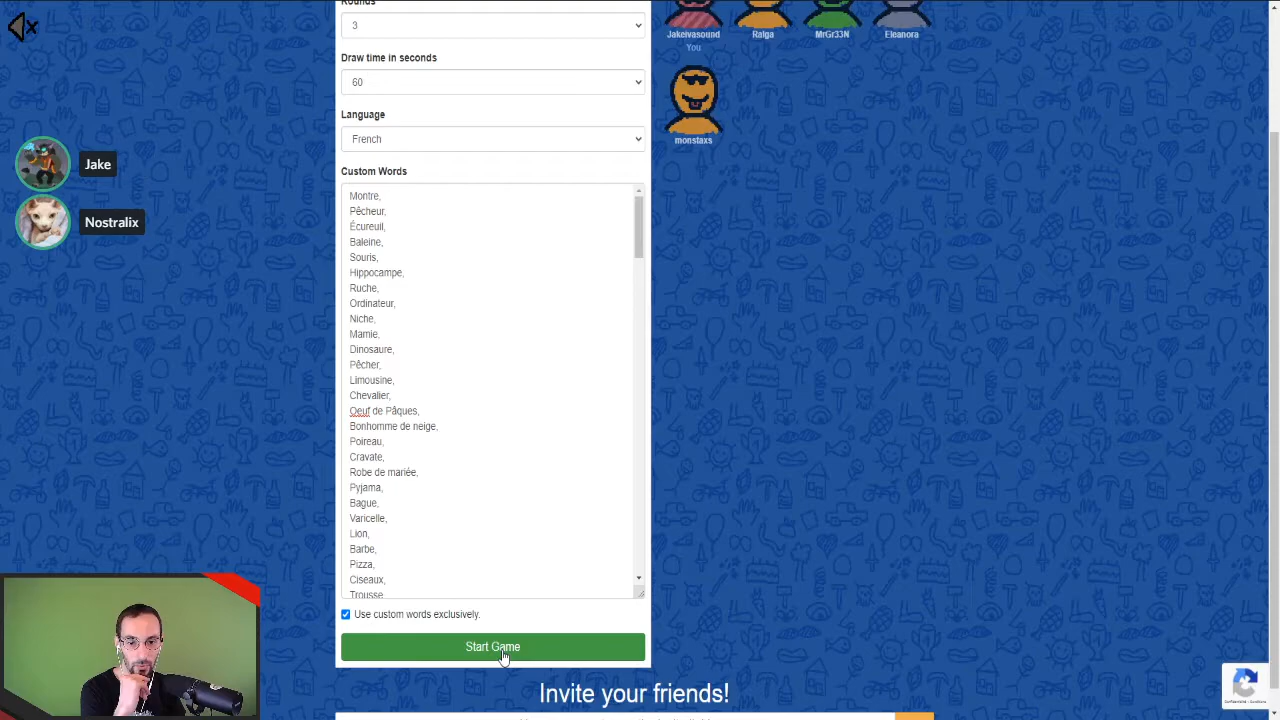 Rounds
3
Draw time in seconds
60
Language
French
Custom Words
Montre,
Pêcheur,
Écureuil,
Baleine,
Souris,
Hippocampe,
Ruche,
Ordinateur,
Niche,
Mamie,
Dinosaure,
Pêcher,
Limousine,
Chevalier,
Oeuf de Pâques,
Bonhomme de neige,
Poireau,
Cravate,
Robe de mariée,
Pyjama,
Bague,
Varicelle,
Lion,
Barbe,
Pizza,
Ciseaux,
Trousse
Use custom words exclusively.
Start Game
Invite your friends!
Jakeivasound
You
Ralga
MrGr33N
Eleanora
monstaxs
Jake
Nostralix